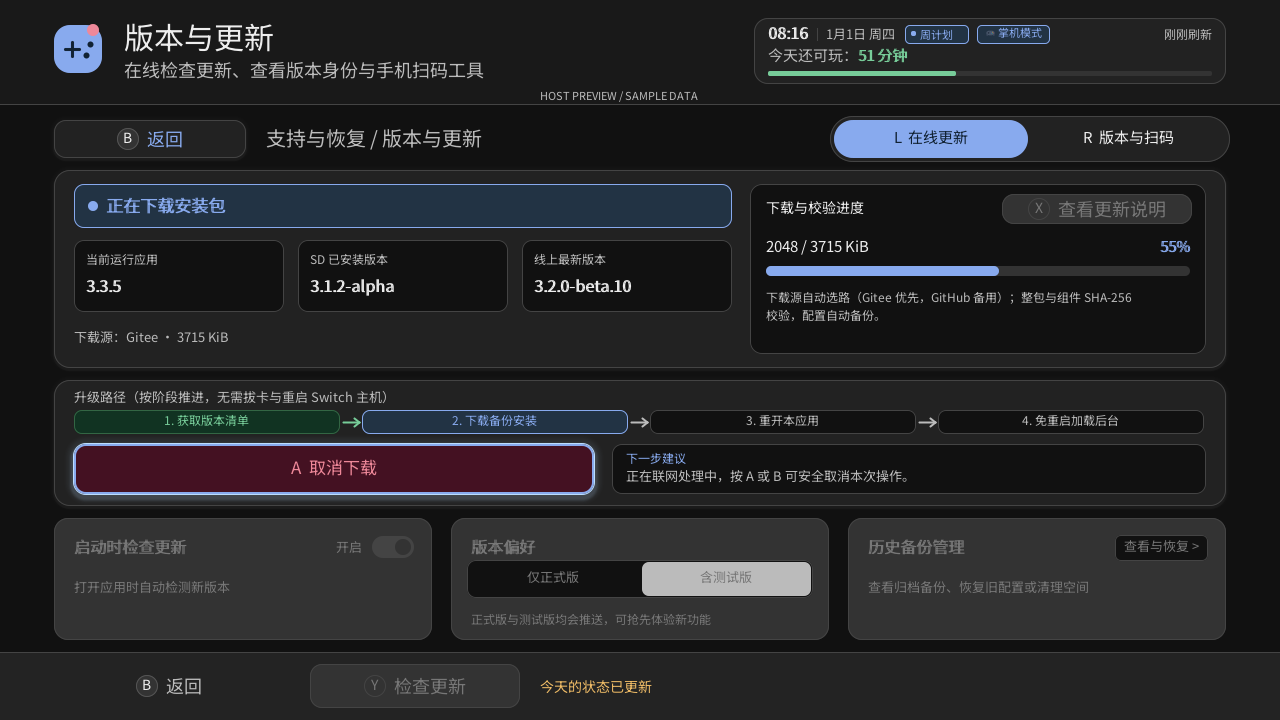 版本与更新
在线检查更新、查看版本身份与手机扫码工具
08:16 1月1日 周四 周计划 掌机模式 刚刚刷新
今天还可玩：51 分钟
HOST PREVIEW / SAMPLE DATA
B 返回 支持与恢复 / 版本与更新 L 在线更新 R 版本与扫码
正在下载安装包
当前运行应用
3.3.5
SD 已安装版本
3.1.2-alpha
线上最新版本
3.2.0-beta.10
下载源：Gitee · 3715 KiB
下载与校验进度 X 查看更新说明
2048 / 3715 KiB 55%
下载源自动选路（Gitee 优先，GitHub 备用）；整包与组件 SHA-256
校验，配置自动备份。
升级路径（按阶段推进，无需拔卡与重启 Switch 主机）
1. 获取版本清单 2. 下载备份安装 3. 重开本应用 4. 免重启加载后台
A 取消下载
下一步建议
正在联网处理中，按 A 或 B 可安全取消本次操作。
启动时检查更新 开启
打开应用时自动检测新版本
版本偏好
仅正式版 含测试版
正式版与测试版均会推送，可抢先体验新功能
历史备份管理 查看与恢复 >
查看归档备份、恢复旧配置或清理空间
B 返回 Y 检查更新 今天的状态已更新